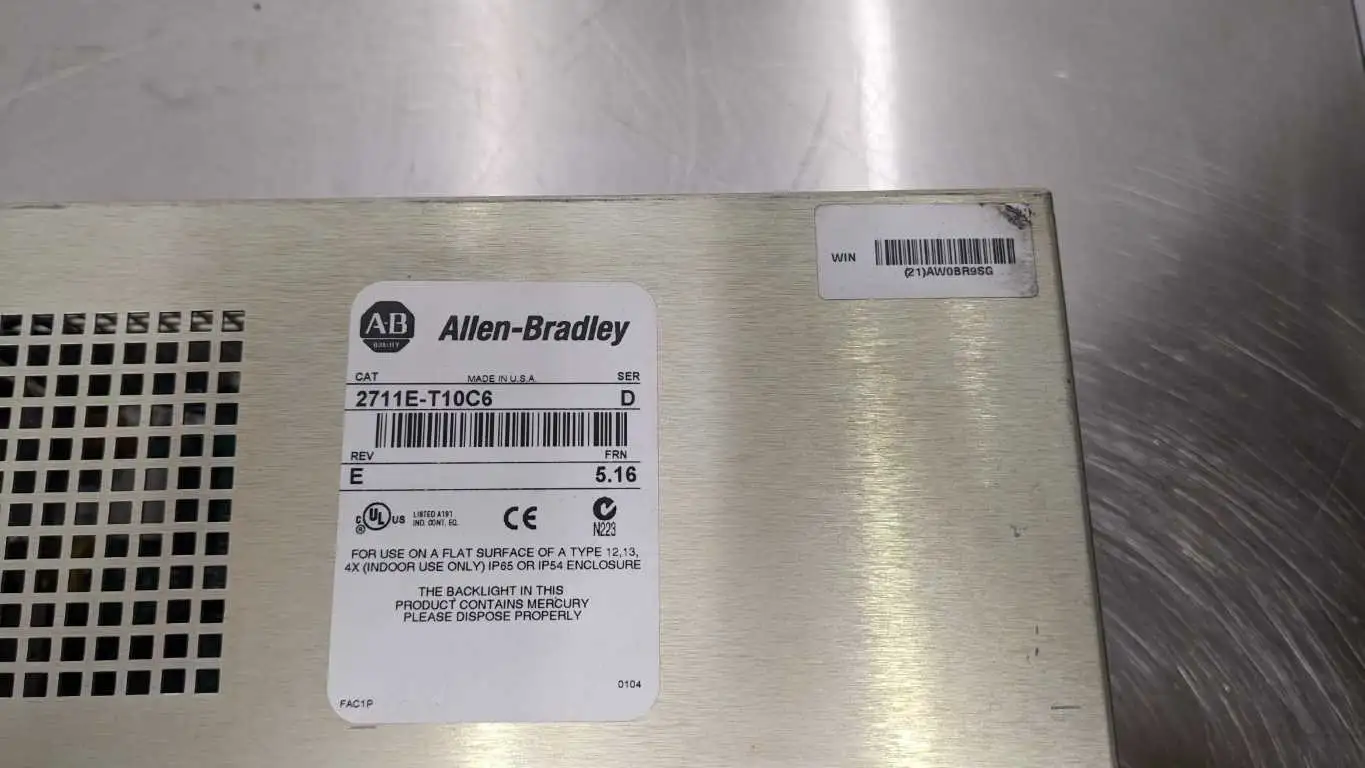 WIN
(21)AW0BR9SG
A-B Allen-Bradley
CAT MADE IN U.S.A. SER
2711E-T10C6 D
REV FRN
E 5.16
C UL US LISTED A191
IND. CONT. EQ.
CE
N223
FOR USE ON A FLAT SURFACE OF A TYPE 12,13,
4X (INDOOR USE ONLY) IP65 OR IP54 ENCLOSURE
THE BACKLIGHT IN THIS
PRODUCT CONTAINS MERCURY
PLEASE DISPOSE PROPERLY
0104
FAC1P